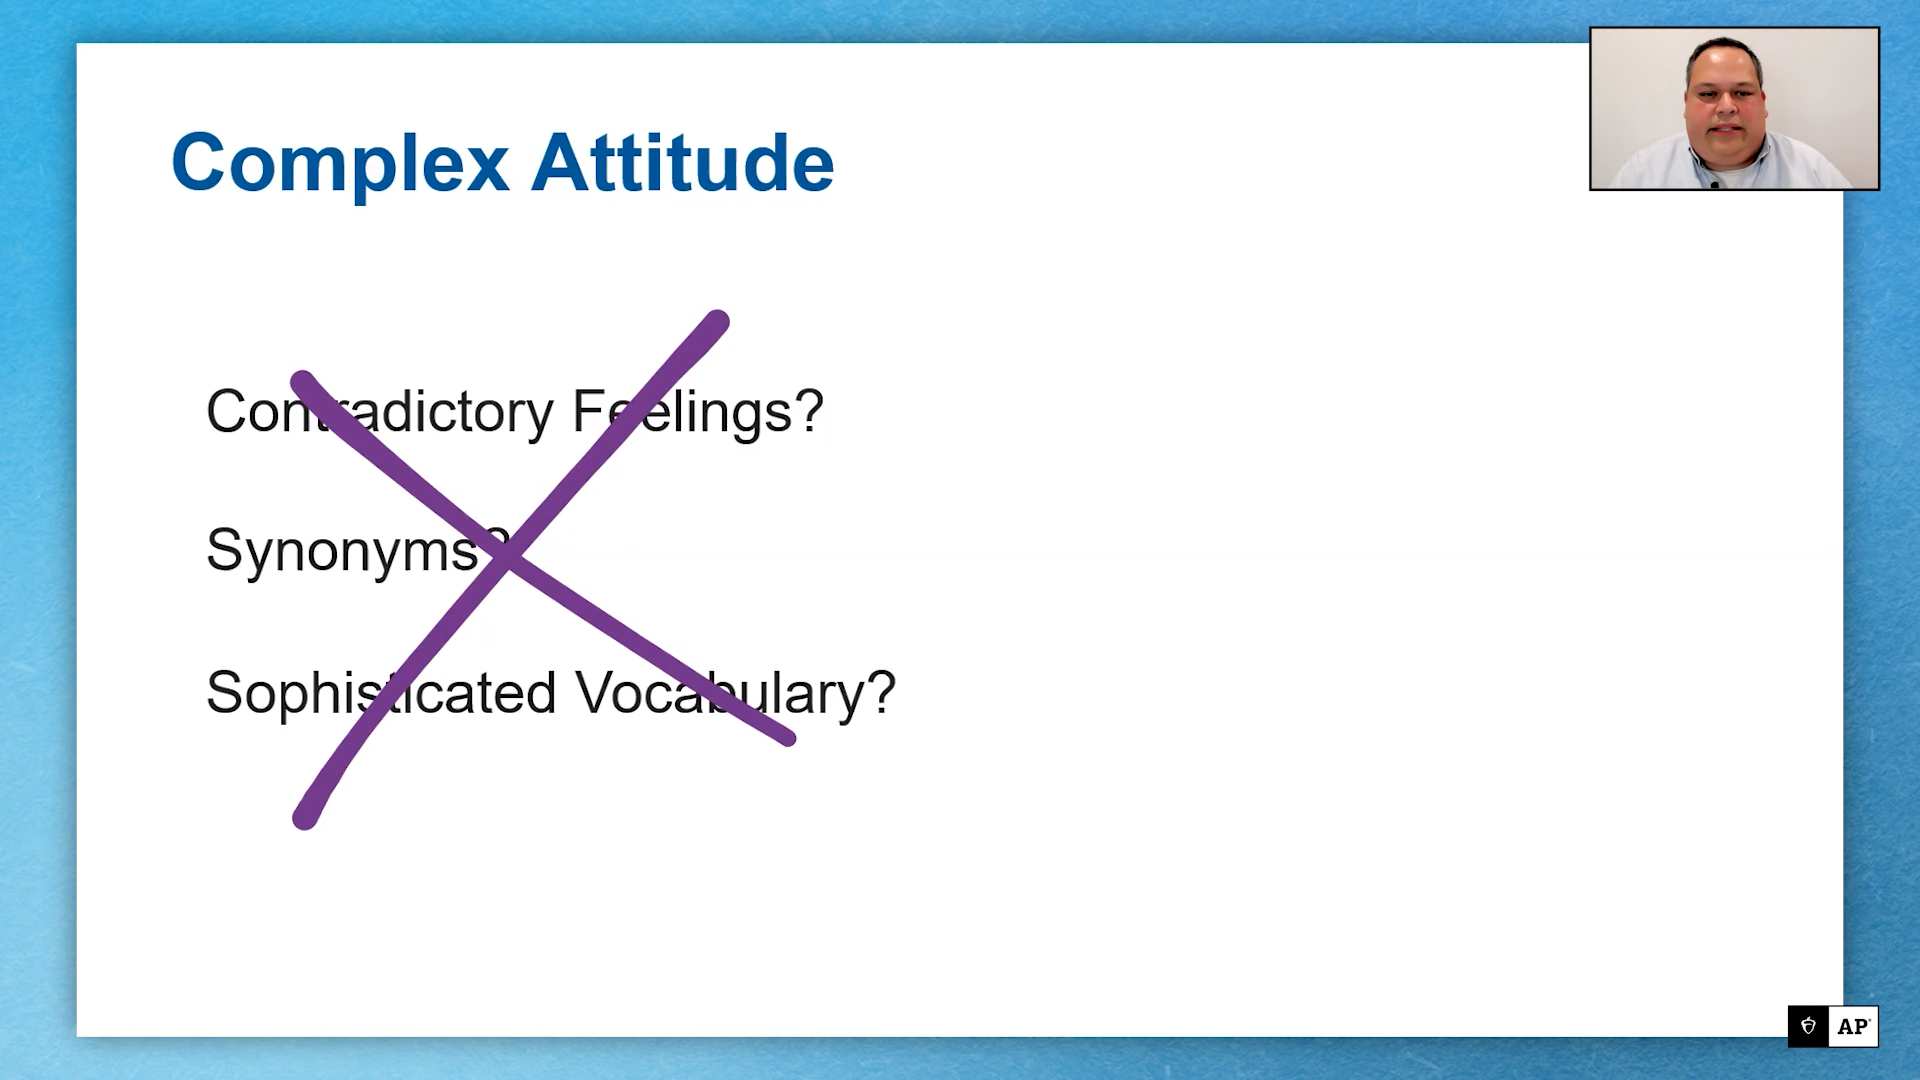 Complex Attitude
Contradictory Feelings?
Synonyms?
Sophisticated Vocabulary?
AP